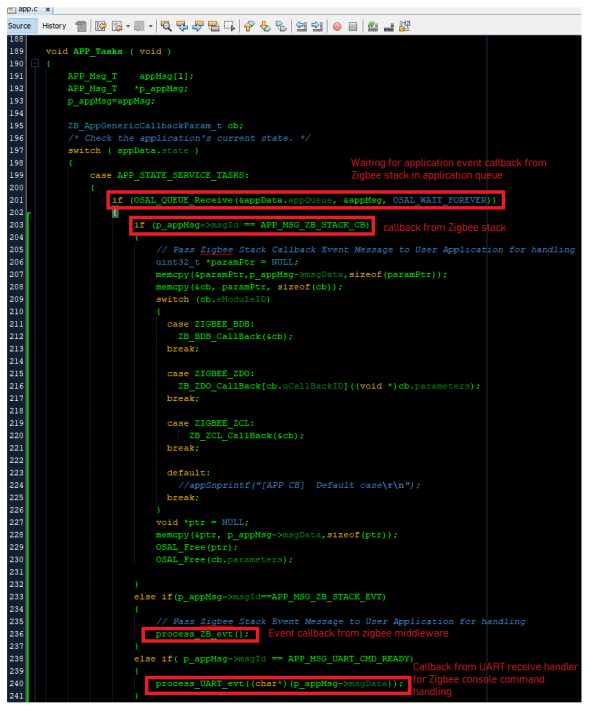 app.c x
Source History
188
189 void APP_Tasks ( void )
190 {
191 APP_Msg_T appMsg[1];
192 APP_Msg_T *p_appMsg;
193 p_appMsg=appMsg;
194
195 ZB_AppGenericCallbackParam_t cb;
196 /* Check the application's current state. */
197 switch ( appData.state )
198 {
Waiting for application event callback from
199 case APP_STATE_SERVICE_TASKS:
Zigbee stack in application queue
200 {
201 if (OSAL_QUEUE_Receive(&appData.appQueue, &appMsg, OSAL_WAIT_FOREVER))
202 {
203 if (p_appMsg->msgId == APP_MSG_ZB_STACK_CB) callback from Zigbee stack
204 {
205 // Pass Zigbee Stack Callback Event Message to User Application for handling
206 uint32_t *paramPtr = NULL;
207 memcpy(&paramPtr,p_appMsg->msgData,sizeof(paramPtr));
208 memcpy(&cb, paramPtr, sizeof(cb));
209 switch (cb.eModuleID)
210 {
211 case ZIGBEE_BDB:
212 ZB_BDB_CallBack(&cb);
213 break;
214
215 case ZIGBEE_ZDO:
216 ZB_ZDO_CallBack[cb.uCallBackID]((void *)cb.parameters);
217 break;
218
219 case ZIGBEE_ZCL:
220 ZB_ZCL_CallBack(&cb);
221 break;
222
223 default:
224 //appSnprintf("[APP CB] Default case\r\n");
225 break;
226 }
227 void *ptr = NULL;
228 memcpy(&ptr, p_appMsg->msgData,sizeof(ptr));
229 OSAL_Free(ptr);
230 OSAL_Free(cb.parameters);
231
232 }
233 else if(p_appMsg->msgId==APP_MSG_ZB_STACK_EVT)
234 {
235 // Pass Zigbee Stack Event Message to User Application for handling
236 process_ZB_evt(); Event callback from zigbee middleware
237 }
238 else if( p_appMsg->msgId == APP_MSG_UART_CMD_READY)
Callback from UART receive handler
239 {
for Zigbee console command
240 process_UART_evt((char*)(p_appMsg->msgData));
handling
241 }